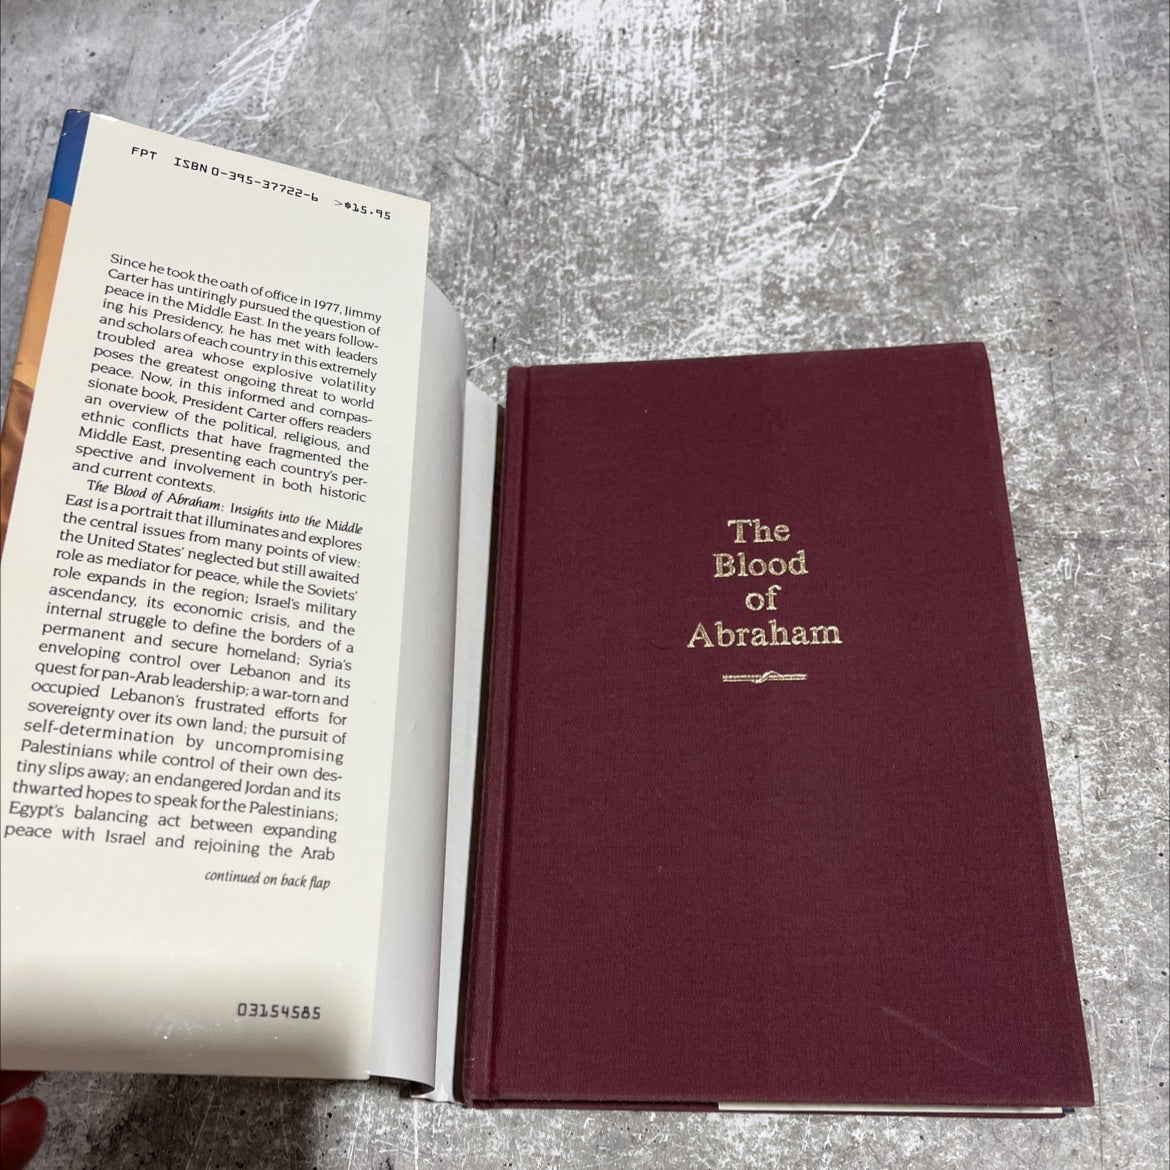 FPT ISBN 0-395-37722-6 >$15.95
Since he took the oath of office in 1977, Jimmy
Carter has untiringly pursued the question of
peace in the Middle East. In the years follow-
ing his Presidency, he has met with leaders
and scholars of each country in this extremely
troubled area whose explosive volatility
poses the greatest ongoing threat to world
peace. Now, in this informed and compas-
sionate book, President Carter offers readers
an overview of the political, religious, and
ethnic conflicts that have fragmented the
Middle East, presenting each country's per-
spective and involvement in both historic
and current contexts.
The Blood of Abraham: Insights into the Middle
East is a portrait that illuminates and explores
the central issues from many points of view:
the United States' neglected but still awaited
role as mediator for peace, while the Soviets'
role expands in the region; Israel's military
ascendancy, its economic crisis, and the
internal struggle to define the borders of a
permanent and secure homeland; Syria's
enveloping control over Lebanon and its
quest for pan-Arab leadership; a war-torn and
occupied Lebanon's frustrated efforts for
sovereignty over its own land; the pursuit of
self-determination by uncompromising
Palestinians while control of their own des-
tiny slips away; an endangered Jordan and its
thwarted hopes to speak for the Palestinians;
Egypt's balancing act between expanding
peace with Israel and rejoining the Arab
continued on back flap
03154585
The
Blood
of
Abraham